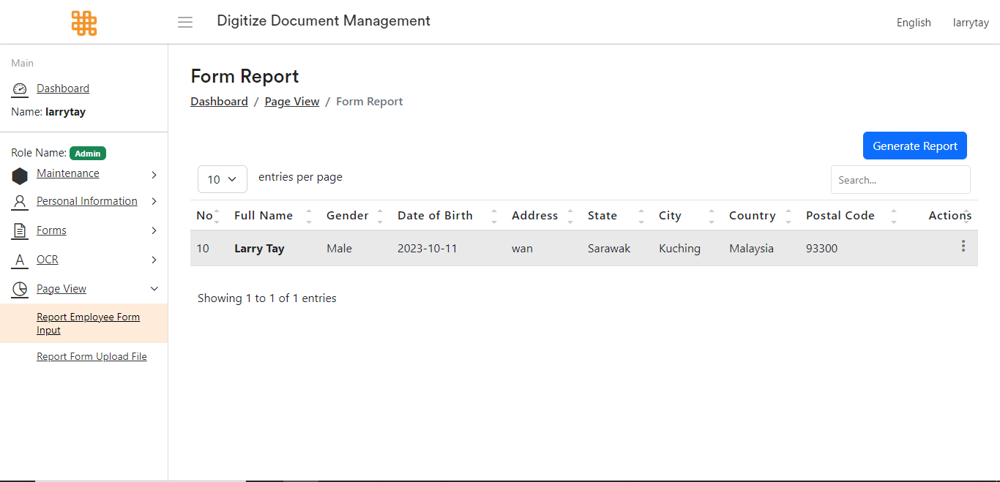 Digitize Document Management
English larrytay
Main
Dashboard
Name: larrytay
Role Name: Admin
Maintenance
Personal Information
Forms
OCR
Page View
Report Employee Form
Input
Report Form Upload File
Form Report
Dashboard / Page View / Form Report
Generate Report
10 entries per page
Search...
No Full Name Gender Date of Birth Address State City Country Postal Code Actions
10 Larry Tay Male 2023-10-11 wan Sarawak Kuching Malaysia 93300
Showing 1 to 1 of 1 entries